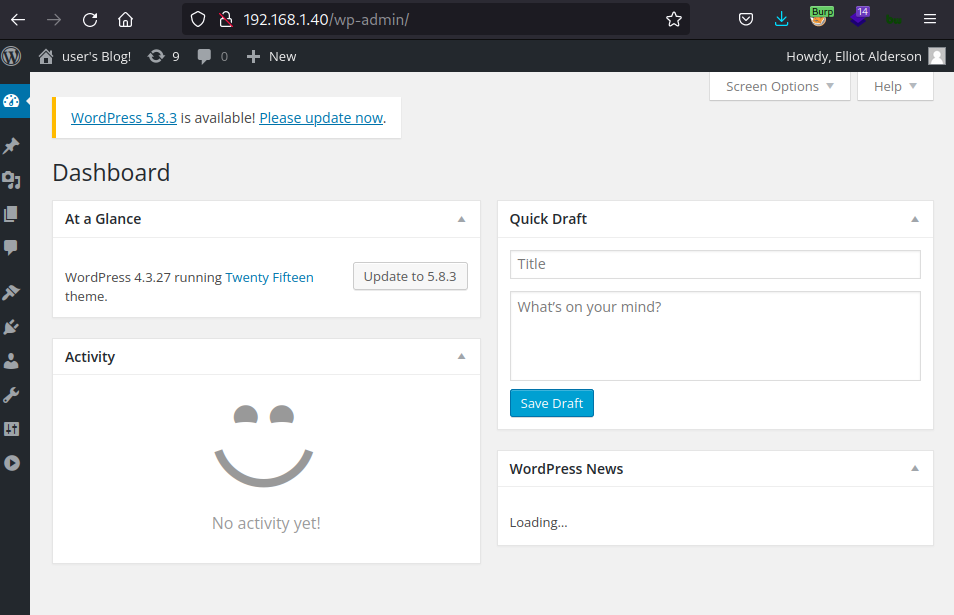 192.168.1.40/wp-admin/
Burp
14
user's Blog! 9 0 New
Howdy, Elliot Alderson
Screen Options
Help
WordPress 5.8.3 is available! Please update now.
Dashboard
At a Glance
WordPress 4.3.27 running Twenty Fifteen
theme.
Update to 5.8.3
Activity
No activity yet!
Quick Draft
Title
What's on your mind?
Save Draft
WordPress News
Loading...